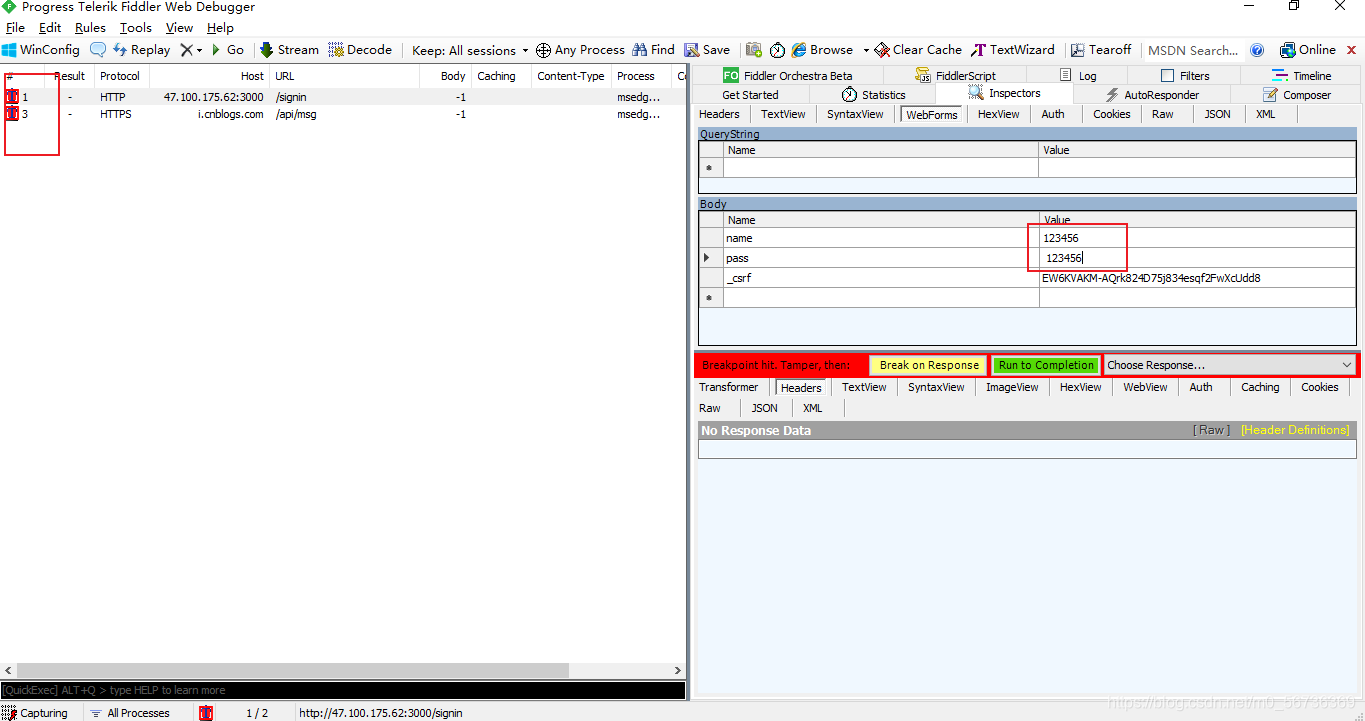 Progress Telerik Fiddler Web Debugger
File Edit Rules Tools View Help
WinConfig Replay Go Stream Decode Keep: All sessions Any Process Find Save Browse Clear Cache TextWizard Tearoff MSDN Search... Online
# Result Protocol Host URL Body Caching Content-Type Process
1 - HTTP 47.100.175.62:3000 /signin -1 msedg...
3 - HTTPS i.cnblogs.com /api/msg -1 msedg...
FO Fiddler Orchestra Beta FiddlerScript Log Filters Timeline
Get Started Statistics Inspectors AutoResponder Composer
Headers TextView SyntaxView WebForms HexView Auth Cookies Raw JSON XML
QueryString
Name Value
*
Body
Name Value
name 123456
pass 123456
_csrf EW6KVAKM-AQrk824D75j834esqf2FwXcUdd8
*
Breakpoint hit. Tamper, then: Break on Response Run to Completion Choose Response...
Transformer Headers TextView SyntaxView ImageView HexView WebView Auth Caching Cookies
Raw JSON XML
No Response Data [ Raw ] [Header Definitions]
[QuickExec] ALT+Q > type HELP to learn more
Capturing All Processes 1 / 2 http://47.100.175.62:3000/signin
https://blog.csdn.net/m0_56736369